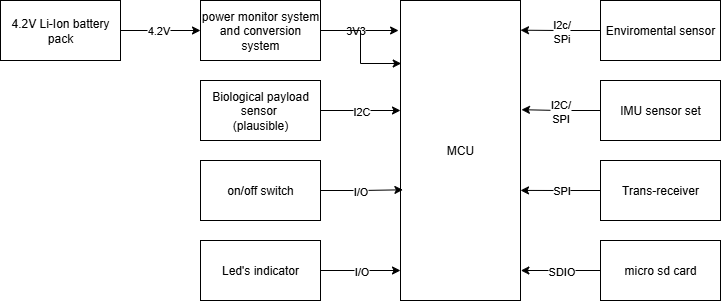 4.2V Li-Ion battery
pack
4.2V
power monitor system
and conversion
system
3V3
MCU
I2c/
SPi
Enviromental sensor
Biological payload
sensor
(plausible)
I2C
I2C/
SPI
IMU sensor set
on/off switch
I/O
SPI
Trans-receiver
Led's indicator
I/O
SDIO
micro sd card